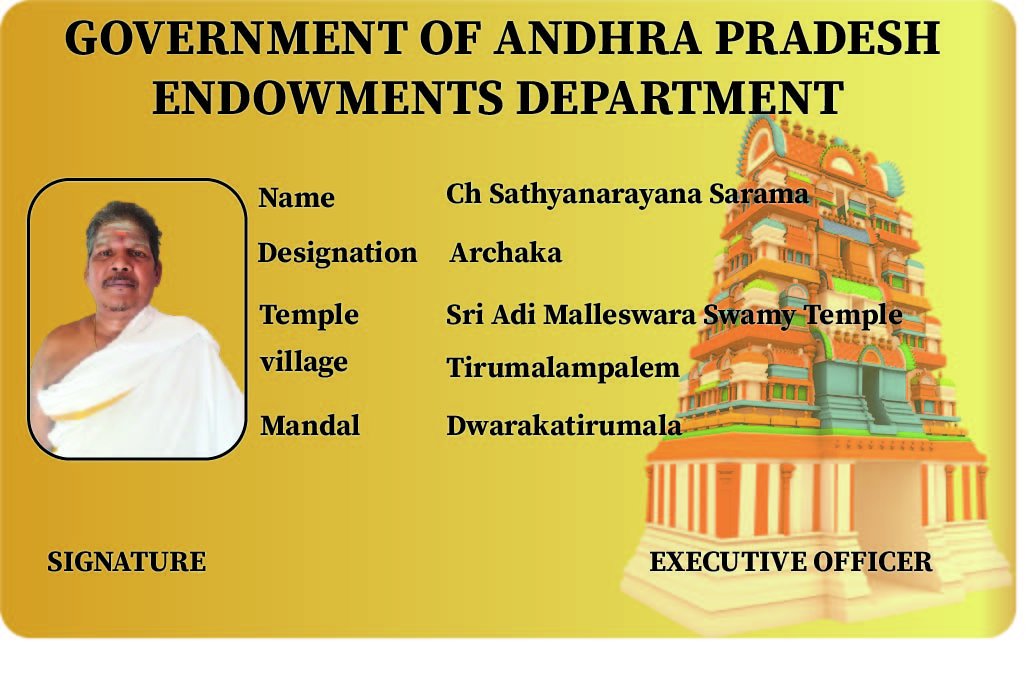 GOVERNMENT OF ANDHRA PRADESH
ENDOWMENTS DEPARTMENT
Name Ch Sathyanarayana Sarama
Designation Archaka
Temple Sri Adi Malleswara Swamy Temple
village Tirumalampalem
Mandal Dwarakatirumala
SIGNATURE EXECUTIVE OFFICER